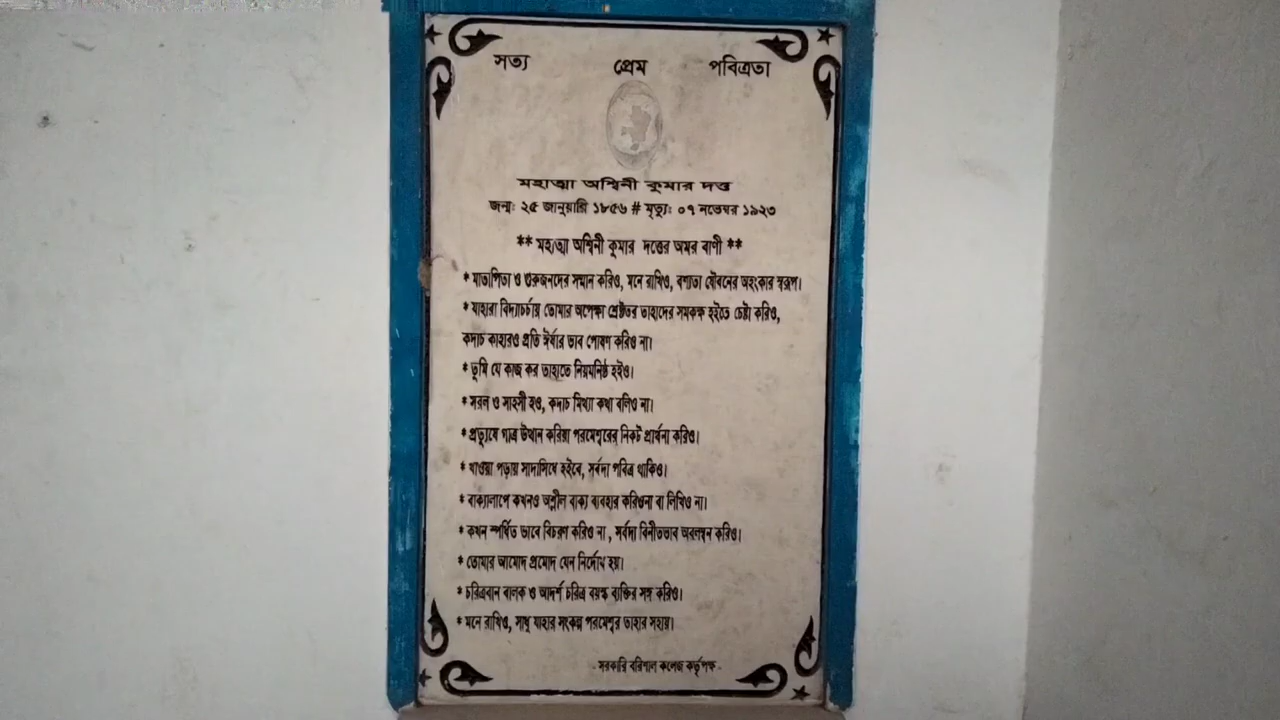 সত্য প্রেম পবিত্রতা
মহাত্মা অশ্বিনী কুমার দত্ত
জন্ম: ২৫ জানুয়ারি ১৮৫৬ # মৃত্যু: ০৭ নভেম্বর ১৯২৩
** মহাত্মা অশ্বিনী কুমার দত্তের অমর বাণী **
* মাতাপিতা ও গুরুজনদের সম্মান করিও, মনে রাখিও, বশ্যতা যৌবনের অহংকার স্বরূপ।
* যাহারা বিদ্যাচর্চায় তোমার অপেক্ষা শ্রেষ্ঠতর তাহাদের সমকক্ষ হইতে চেষ্টা করিও,
কদাচ কাহারও প্রতি ঈর্ষার ভাব পোষণ করিও না।
* তুমি যে কাজ কর তাহাতে নিয়মনিষ্ঠ হইও।
* সরল ও সাহসী হও, কদাচ মিথ্যা কথা বলিও না।
* প্রত্যুষে গাত্র উত্থান করিয়া পরমেশ্বরের নিকট প্রার্থনা করিও।
* খাওয়া পড়ায় সাদাসিধে হইবে, সর্বদা পবিত্র থাকিও।
* বাক্যালাপে কখনও অশ্লীল বাক্য ব্যবহার করিওনা বা লিখিও না।
* কখন স্পর্ধিত ভাবে বিচরণ করিও না, সর্বদা বিনীতভাব অবলম্বন করিও।
* তোমার আমোদ প্রমোদ যেন নির্দোষ হয়।
* চরিত্রবান বালক ও আদর্শ চরিত্র বয়স্ক ব্যক্তির সঙ্গ করিও।
* মনে রাখিও, সাধু যাহার সংকল্প পরমেশ্বর তাহার সহায়।
- সরকারি বরিশাল কলেজ কর্তৃপক্ষ -